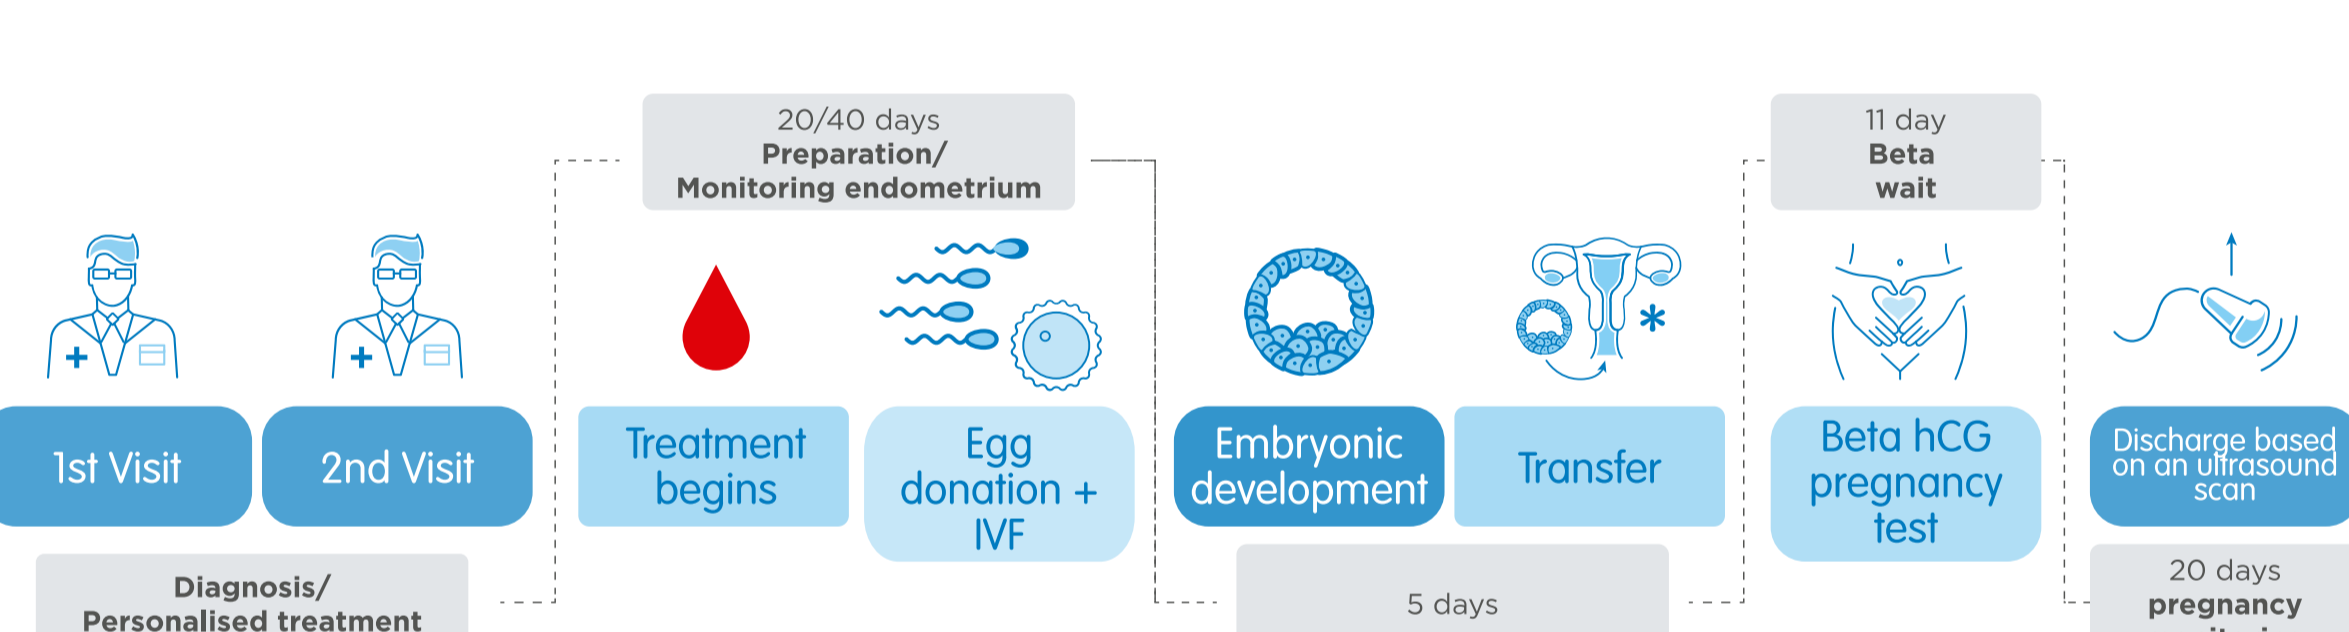 20/40 days
Preparation/
Monitoring endometrium
11 day
Beta
wait
1st Visit
2nd Visit
Treatment
begins
Egg
donation +
IVF
Embryonic
development
Transfer
Beta hCG
pregnancy
test
Discharge based
on an ultrasound
scan
Diagnosis/
Personalised treatment
5 days
20 days
pregnancy